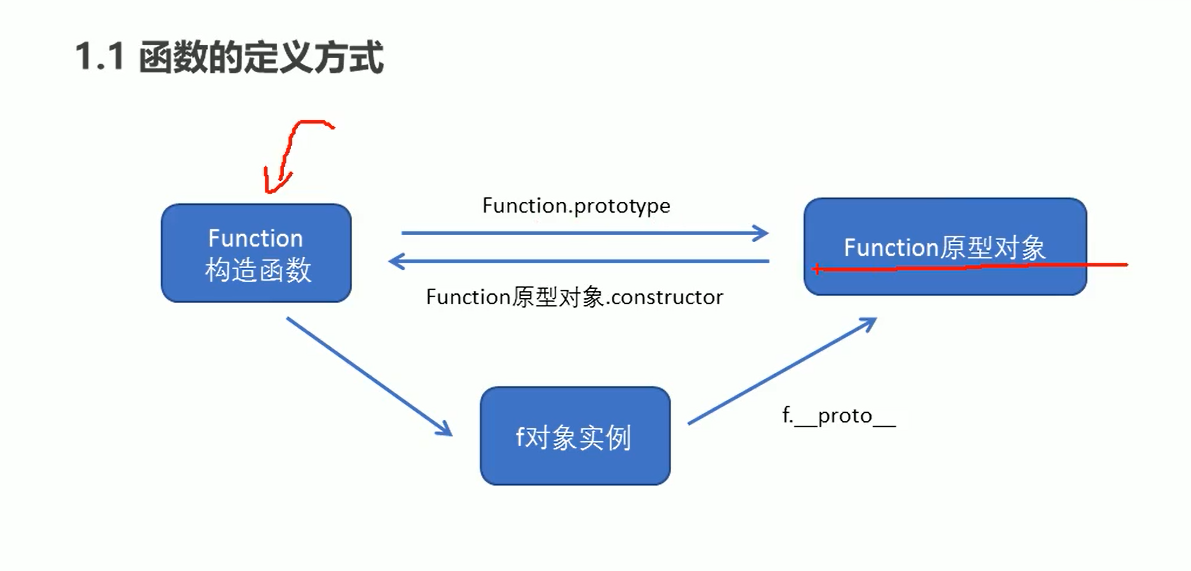 1.1 函数的定义方式
Function.prototype
Function
构造函数
Function原型对象
Function原型对象.constructor
f对象实例
f.__proto__